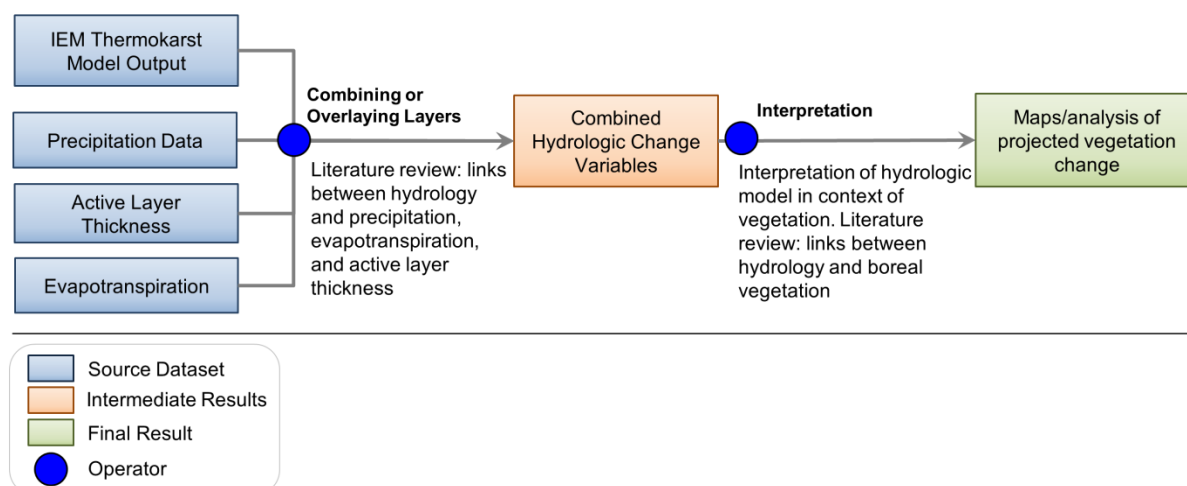 IEM Thermokarst
Model Output
Precipitation Data
Active Layer
Thickness
Evapotranspiration
Combining or
Overlaying Layers
Literature review: links
between hydrology
and precipitation,
evapotranspiration,
and active layer
thickness
Combined
Hydrologic Change
Variables
Interpretation
Interpretation of hydrologic
model in context of
vegetation. Literature
review: links between
hydrology and boreal
vegetation
Maps/analysis of
projected vegetation
change
Source Dataset
Intermediate Results
Final Result
Operator